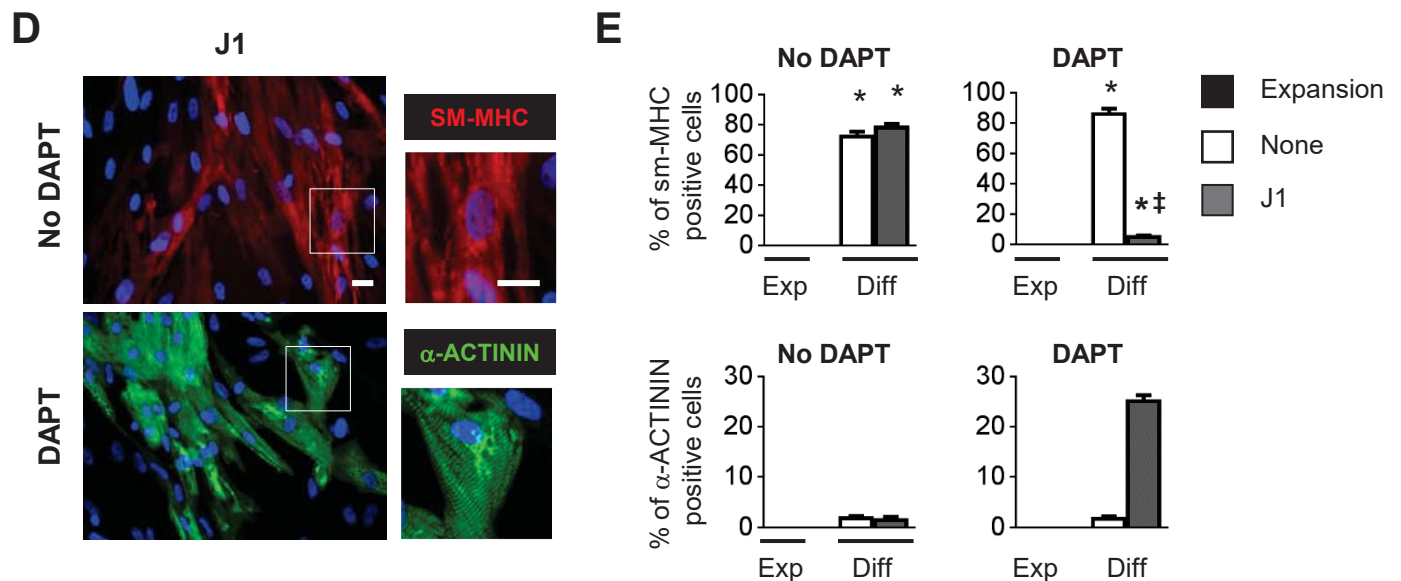 D
J1
No DAPT
SM-MHC
DAPT
α-ACTININ
E
No DAPT
% of sm-MHC
positive cells
100
80
60
40
20
0
* *
Exp Diff
DAPT
100
80
60
40
20
0
*
*‡
Exp Diff
Expansion
None
J1
No DAPT
% of α-ACTININ
positive cells
30
20
10
0
Exp Diff
DAPT
30
20
10
0
Exp Diff